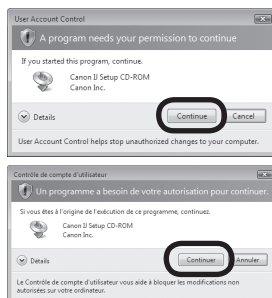 User Account Control
A program needs your permission to continue
If you started this program, continue.
Canon IJ Setup CD-ROM
Canon Inc.
Details
Continue
Cancel
User Account Control helps stop unauthorized changes to your computer.
Contrôle de compte d'utilisateur
Un programme a besoin de votre autorisation pour continuer.
Si vous êtes à l'origine de l'exécution de ce programme, continuez.
Canon IJ Setup CD-ROM
Canon Inc.
Détails
Continuer
Annuler
Le Contrôle de compte d'utilisateur vous aide à bloquer les modifications non
autorisées sur votre ordinateur.